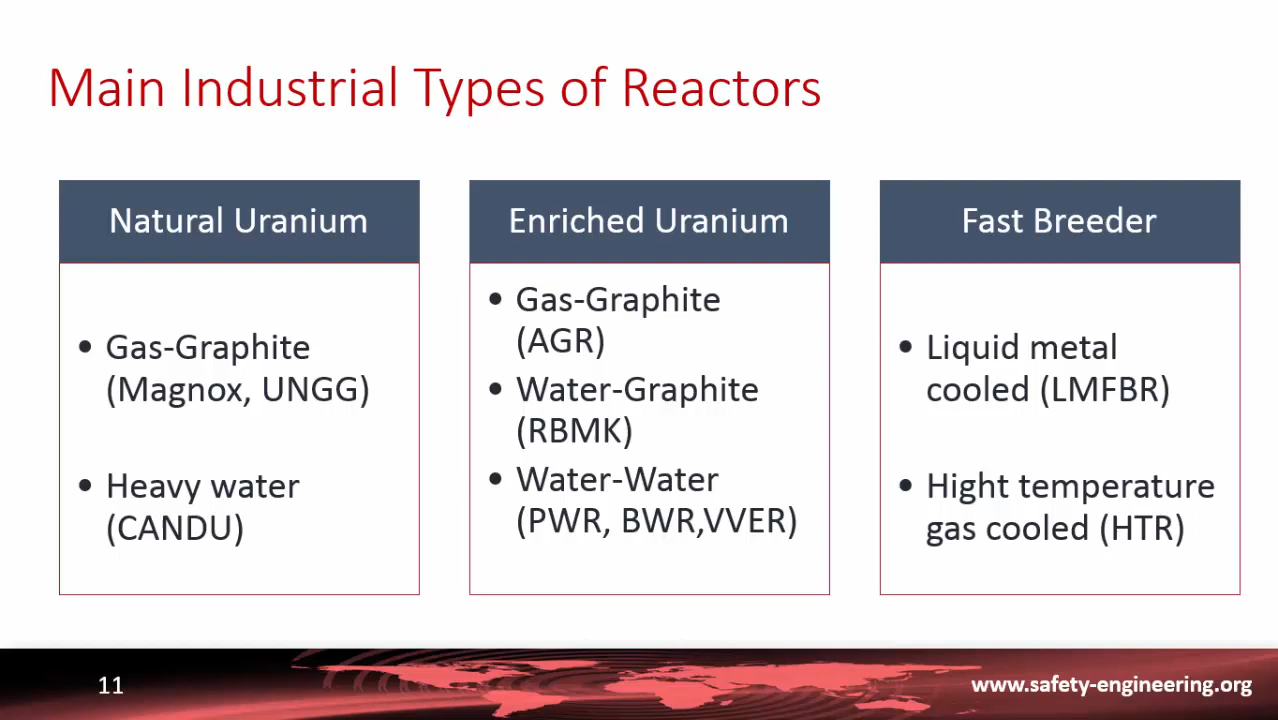 Main Industrial Types of Reactors
Natural Uranium
• Gas-Graphite
(Magnox, UNGG)
• Heavy water
(CANDU)
Enriched Uranium
• Gas-Graphite
(AGR)
• Water-Graphite
(RBMK)
• Water-Water
(PWR, BWR,VVER)
Fast Breeder
• Liquid metal
cooled (LMFBR)
• Hight temperature
gas cooled (HTR)
11
www.safety-engineering.org